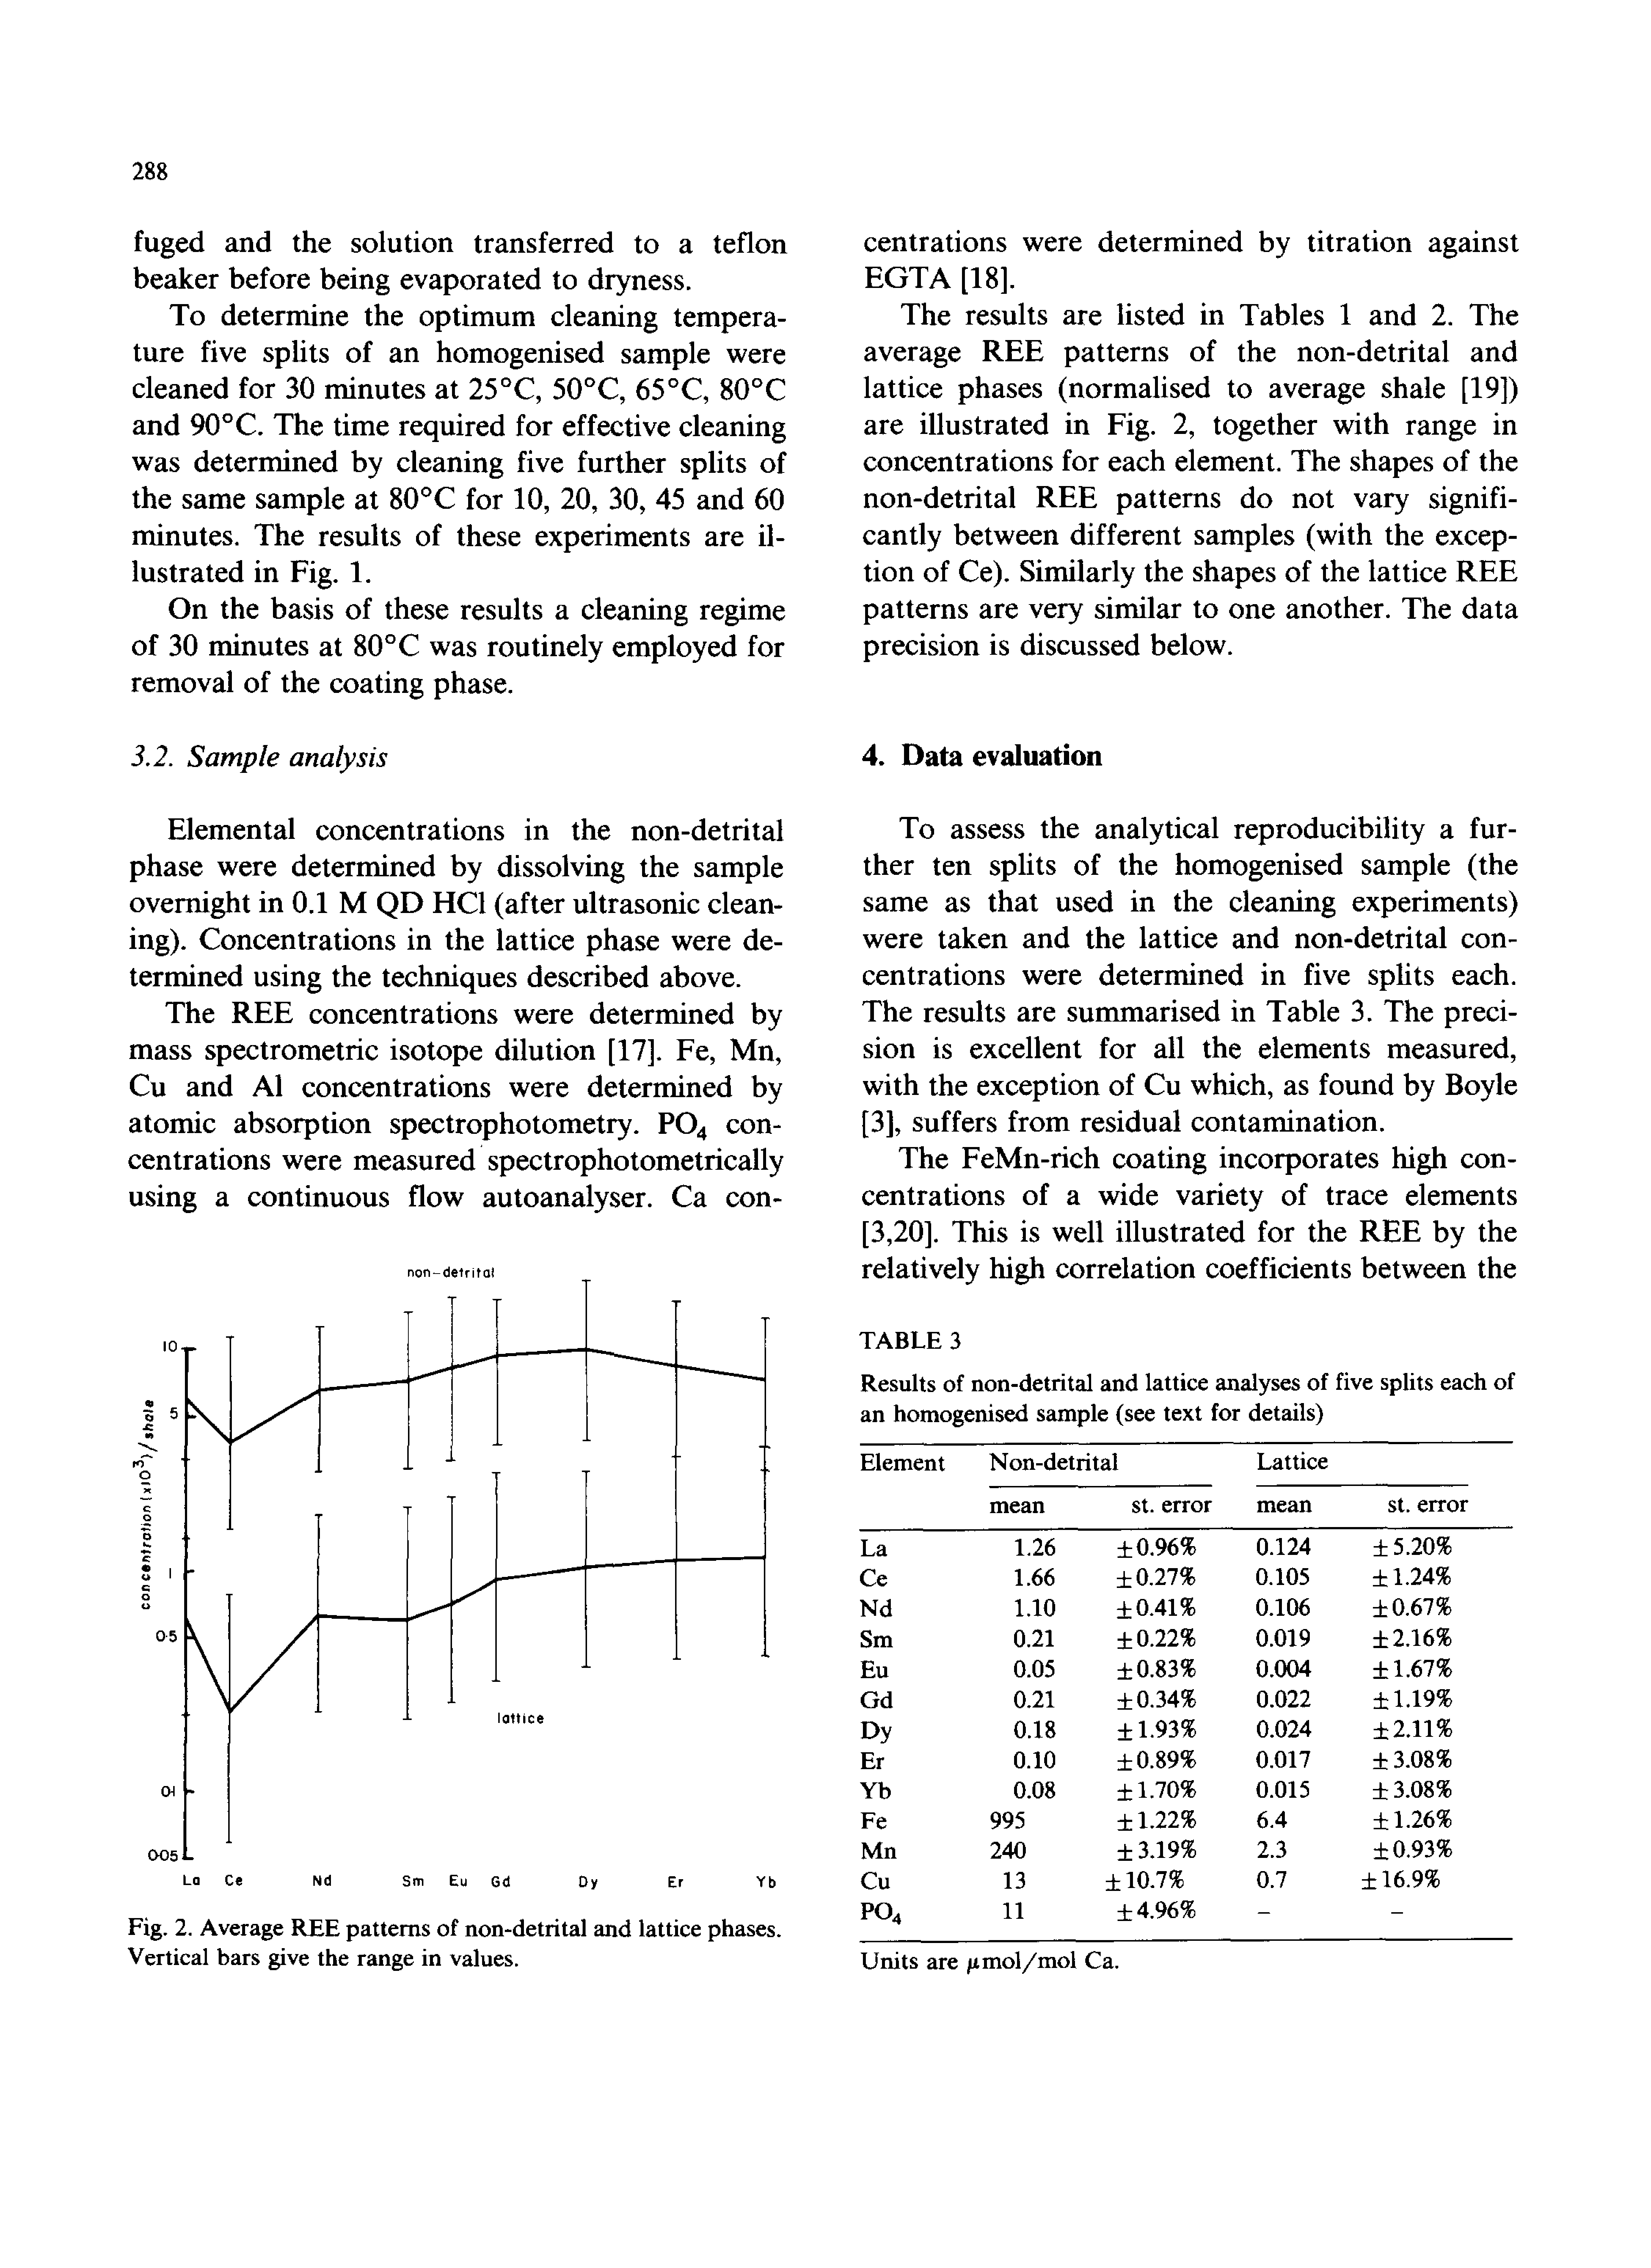 288
fuged and the solution transferred to a teflon
beaker before being evaporated to dryness.
To determine the optimum cleaning tempera-
ture five splits of an homogenised sample were
cleaned for 30 minutes at 25°C, 50°C, 65°C, 80°C
and 90°C. The time required for effective cleaning
was determined by cleaning five further splits of
the same sample at 80°C for 10, 20, 30, 45 and 60
minutes. The results of these experiments are il-
lustrated in Fig. 1.
On the basis of these results a cleaning regime
of 30 minutes at 80°C was routinely employed for
removal of the coating phase.
3.2. Sample analysis
Elemental concentrations in the non-detrital
phase were determined by dissolving the sample
overnight in 0.1 M QD HCl (after ultrasonic clean-
ing). Concentrations in the lattice phase were de-
termined using the techniques described above.
The REE concentrations were determined by
mass spectrometric isotope dilution [17]. Fe, Mn,
Cu and Al concentrations were determined by
atomic absorption spectrophotometry. PO₄ con-
centrations were measured spectrophotometrically
using a continuous flow autoanalyser. Ca con-
non-detrital
10
5
1
0·5
0·1
0·05
concentration (x10³)/shale
lattice
La Ce Nd Sm Eu Gd Dy Er Yb
Fig. 2. Average REE patterns of non-detrital and lattice phases.
Vertical bars give the range in values.
centrations were determined by titration against
EGTA [18].
The results are listed in Tables 1 and 2. The
average REE patterns of the non-detrital and
lattice phases (normalised to average shale [19])
are illustrated in Fig. 2, together with range in
concentrations for each element. The shapes of the
non-detrital REE patterns do not vary signifi-
cantly between different samples (with the excep-
tion of Ce). Similarly the shapes of the lattice REE
patterns are very similar to one another. The data
precision is discussed below.
4. Data evaluation
To assess the analytical reproducibility a fur-
ther ten splits of the homogenised sample (the
same as that used in the cleaning experiments)
were taken and the lattice and non-detrital con-
centrations were determined in five splits each.
The results are summarised in Table 3. The preci-
sion is excellent for all the elements measured,
with the exception of Cu which, as found by Boyle
[3], suffers from residual contamination.
The FeMn-rich coating incorporates high con-
centrations of a wide variety of trace elements
[3,20]. This is well illustrated for the REE by the
relatively high correlation coefficients between the
TABLE 3
Results of non-detrital and lattice analyses of five splits each of
an homogenised sample (see text for details)
Element Non-detrital Lattice
mean st. error mean st. error
La 1.26 ±0.96% 0.124 ±5.20%
Ce 1.66 ±0.27% 0.105 ±1.24%
Nd 1.10 ±0.41% 0.106 ±0.67%
Sm 0.21 ±0.22% 0.019 ±2.16%
Eu 0.05 ±0.83% 0.004 ±1.67%
Gd 0.21 ±0.34% 0.022 ±1.19%
Dy 0.18 ±1.93% 0.024 ±2.11%
Er 0.10 ±0.89% 0.017 ±3.08%
Yb 0.08 ±1.70% 0.015 ±3.08%
Fe 995 ±1.22% 6.4 ±1.26%
Mn 240 ±3.19% 2.3 ±0.93%
Cu 13 ±10.7% 0.7 ±16.9%
PO₄ 11 ±4.96% – –
Units are μmol/mol Ca.